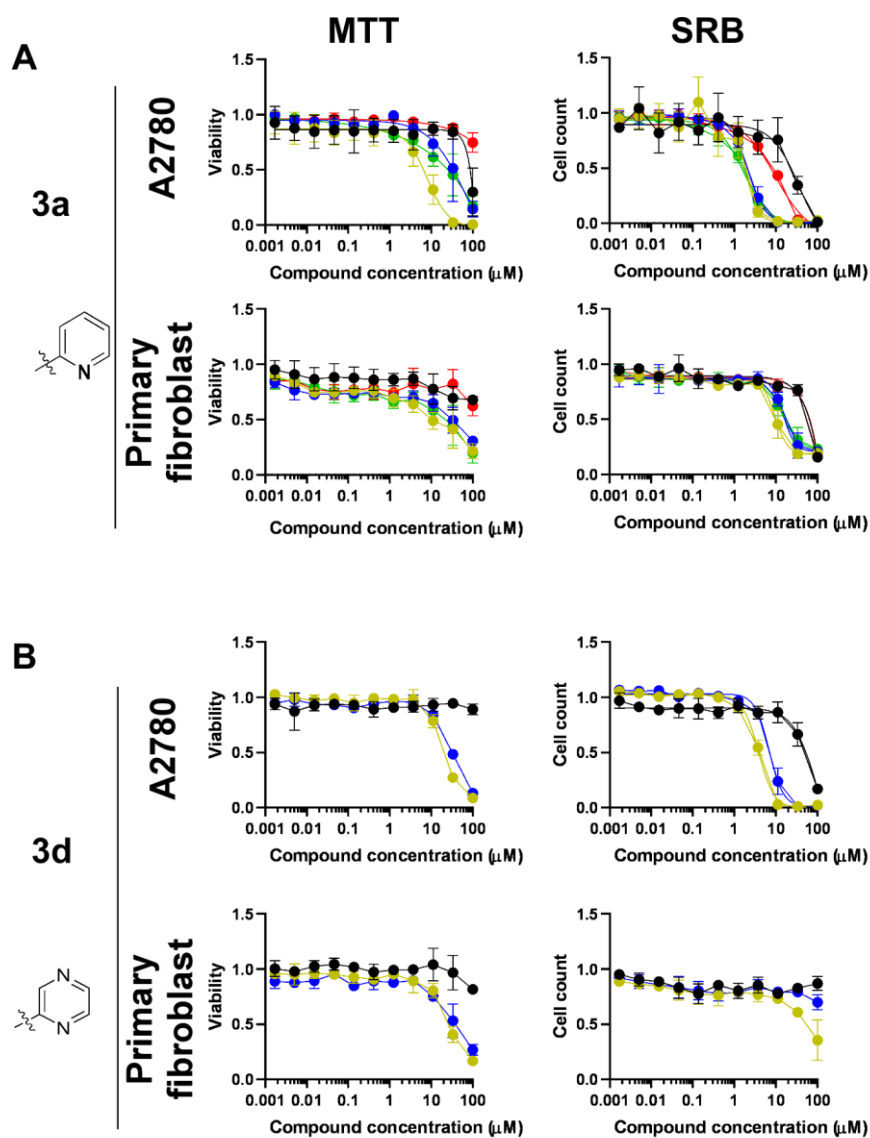 MTT
SRB
A
3a
N
A2780
1.5
1.0
0.5
0.0
Viability
0.001 0.01 0.1 1 10 100
Compound concentration (μM)
1.5
1.0
0.5
0.0
Cell count
0.001 0.01 0.1 1 10 100
Compound concentration (μM)
Primary
fibroblast
1.5
1.0
0.5
0.0
Viability
0.001 0.01 0.1 1 10 100
Compound concentration (μM)
1.5
1.0
0.5
0.0
Cell count
0.001 0.01 0.1 1 10 100
Compound concentration (μM)
B
3d
N
N
A2780
1.5
1.0
0.5
0.0
Viability
0.001 0.01 0.1 1 10 100
Compound concentration (μM)
1.5
1.0
0.5
0.0
Cell count
0.001 0.01 0.1 1 10 100
Compound concentration (μM)
Primary
fibroblast
1.5
1.0
0.5
0.0
Viability
0.001 0.01 0.1 1 10 100
Compound concentration (μM)
1.5
1.0
0.5
0.0
Cell count
0.001 0.01 0.1 1 10 100
Compound concentration (μM)